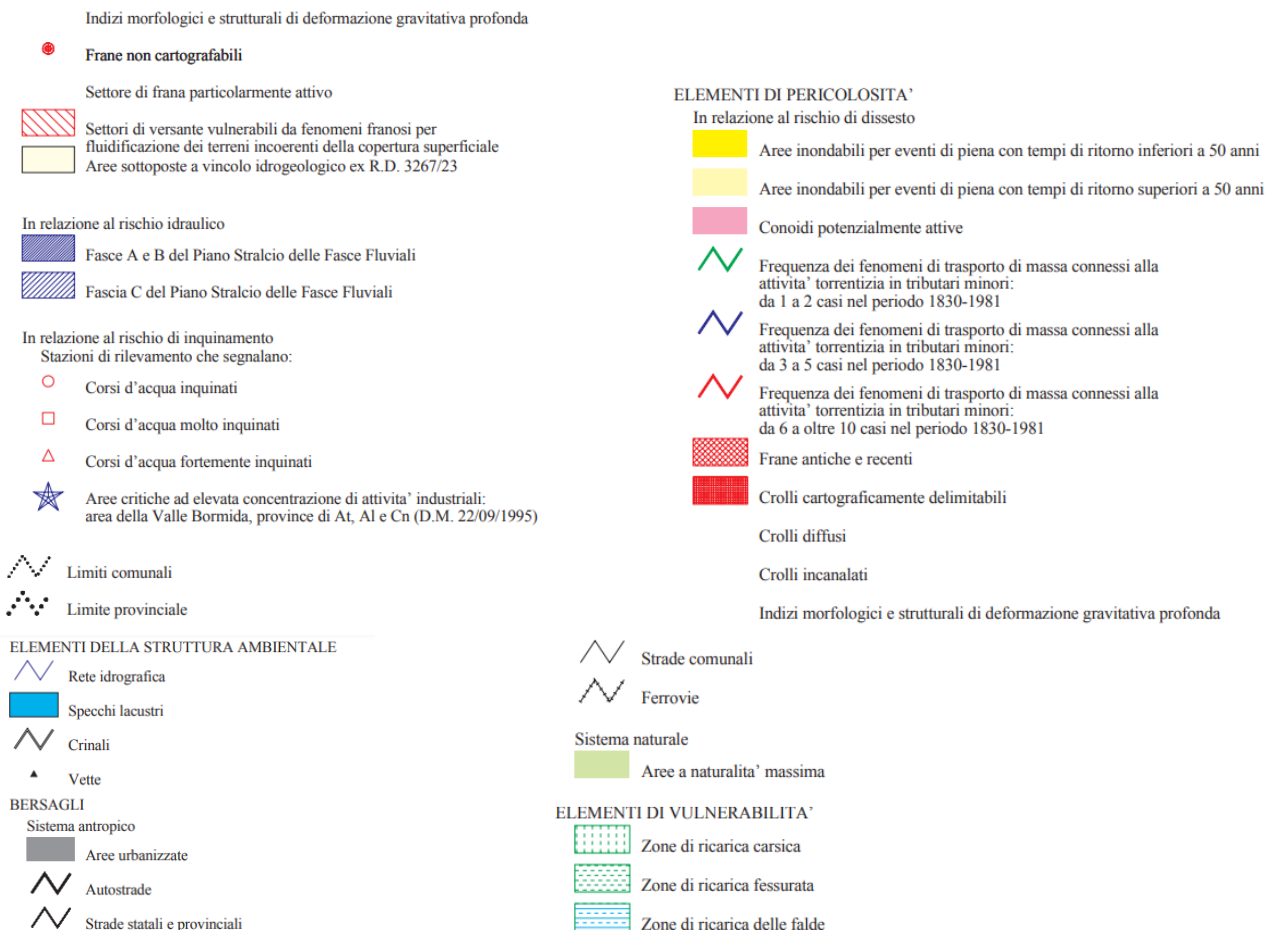 Indizi morfologici e strutturali di deformazione gravitativa profonda
Frane non cartografabili
Settore di frana particolarmente attivo
Settori di versante vulnerabili da fenomeni franosi per
fluidificazione dei terreni incoerenti della copertura superficiale
Aree sottoposte a vincolo idrogeologico ex R.D. 3267/23
In relazione al rischio idraulico
Fasce A e B del Piano Stralcio delle Fasce Fluviali
Fascia C del Piano Stralcio delle Fasce Fluviali
In relazione al rischio di inquinamento
Stazioni di rilevamento che segnalano:
Corsi d'acqua inquinati
Corsi d'acqua molto inquinati
Corsi d'acqua fortemente inquinati
Aree critiche ad elevata concentrazione di attivita' industriali:
area della Valle Bormida, province di At, Al e Cn (D.M. 22/09/1995)
Limiti comunali
Limite provinciale
ELEMENTI DI PERICOLOSITA'
In relazione al rischio di dissesto
Aree inondabili per eventi di piena con tempi di ritorno inferiori a 50 anni
Aree inondabili per eventi di piena con tempi di ritorno superiori a 50 anni
Conoidi potenzialmente attive
Frequenza dei fenomeni di trasporto di massa connessi alla
attivita' torrentizia in tributari minori:
da 1 a 2 casi nel periodo 1830-1981
Frequenza dei fenomeni di trasporto di massa connessi alla
attivita' torrentizia in tributari minori:
da 3 a 5 casi nel periodo 1830-1981
Frequenza dei fenomeni di trasporto di massa connessi alla
attivita' torrentizia in tributari minori:
da 6 a oltre 10 casi nel periodo 1830-1981
Frane antiche e recenti
Crolli cartograficamente delimitabili
Crolli diffusi
Crolli incanalati
Indizi morfologici e strutturali di deformazione gravitativa profonda
ELEMENTI DELLA STRUTTURA AMBIENTALE
Rete idrografica
Specchi lacustri
Crinali
Vette
BERSAGLI
Sistema antropico
Aree urbanizzate
Autostrade
Strade statali e provinciali
Strade comunali
Ferrovie
Sistema naturale
Aree a naturalita' massima
ELEMENTI DI VULNERABILITA'
Zone di ricarica carsica
Zone di ricarica fessurata
Zone di ricarica delle falde